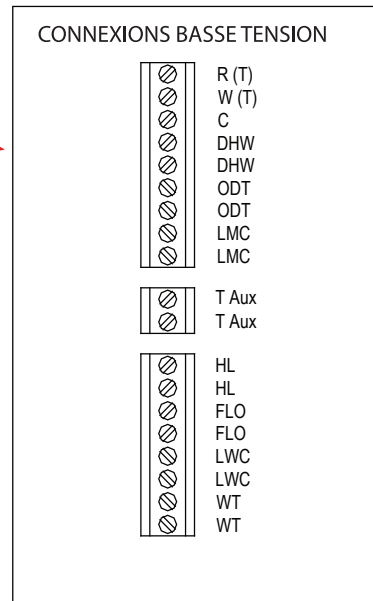 CONNEXIONS BASSE TENSION
R (T)
W (T)
C
DHW
DHW
ODT
ODT
LMC
LMC
T Aux
T Aux
HL
HL
FLO
FLO
LWC
LWC
WT
WT